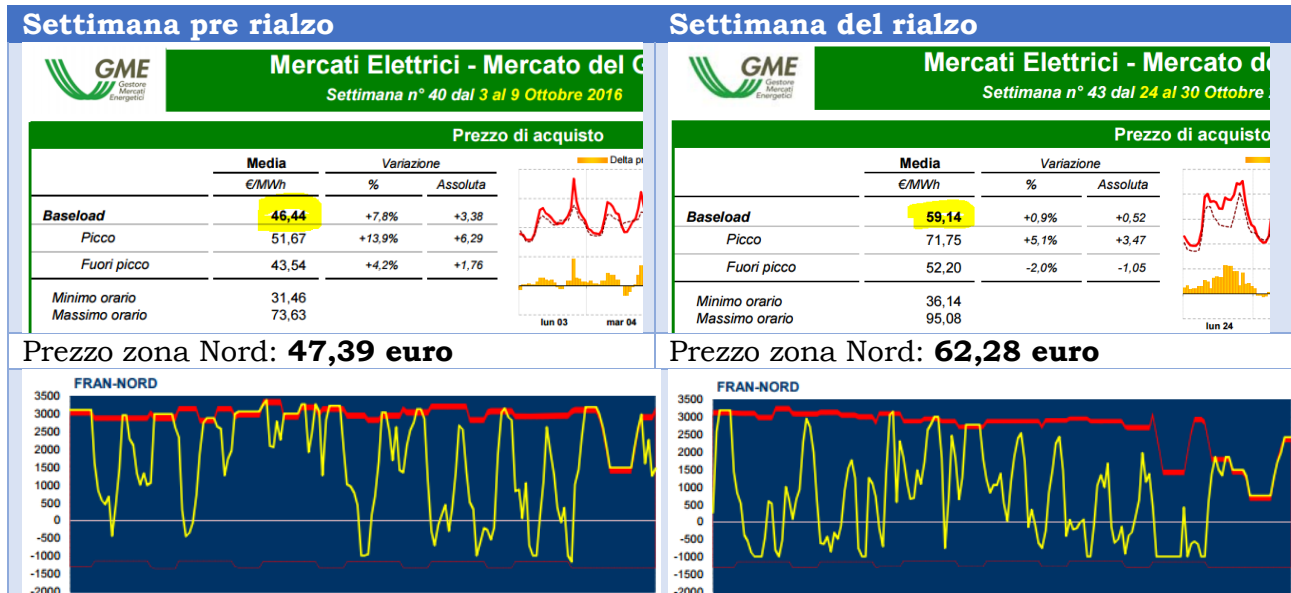 Settimana pre rialzo
GME
Gestore
Mercati
Energetici
Mercati Elettrici - Mercato del G
Settimana n° 40 dal 3 al 9 Ottobre 2016
Prezzo di acquisto
Media Variazione
€/MWh % Assoluta
Baseload 46,44 +7,8% +3,38
Picco 51,67 +13,9% +6,29
Fuori picco 43,54 +4,2% +1,76
Minimo orario 31,46
Massimo orario 73,63
Delta p
lun 03 mar 04
Prezzo zona Nord: 47,39 euro
FRAN-NORD
3500
3000
2500
2000
1500
1000
500
0
-500
-1000
-1500
-2000
Settimana del rialzo
GME
Gestore
Mercati
Energetici
Mercati Elettrici - Mercato de
Settimana n° 43 dal 24 al 30 Ottobre
Prezzo di acquisto
Media Variazione
€/MWh % Assoluta
Baseload 59,14 +0,9% +0,52
Picco 71,75 +5,1% +3,47
Fuori picco 52,20 -2,0% -1,05
Minimo orario 36,14
Massimo orario 95,08
lun 24
Prezzo zona Nord: 62,28 euro
FRAN-NORD
3500
3000
2500
2000
1500
1000
500
0
-500
-1000
-1500
-2000